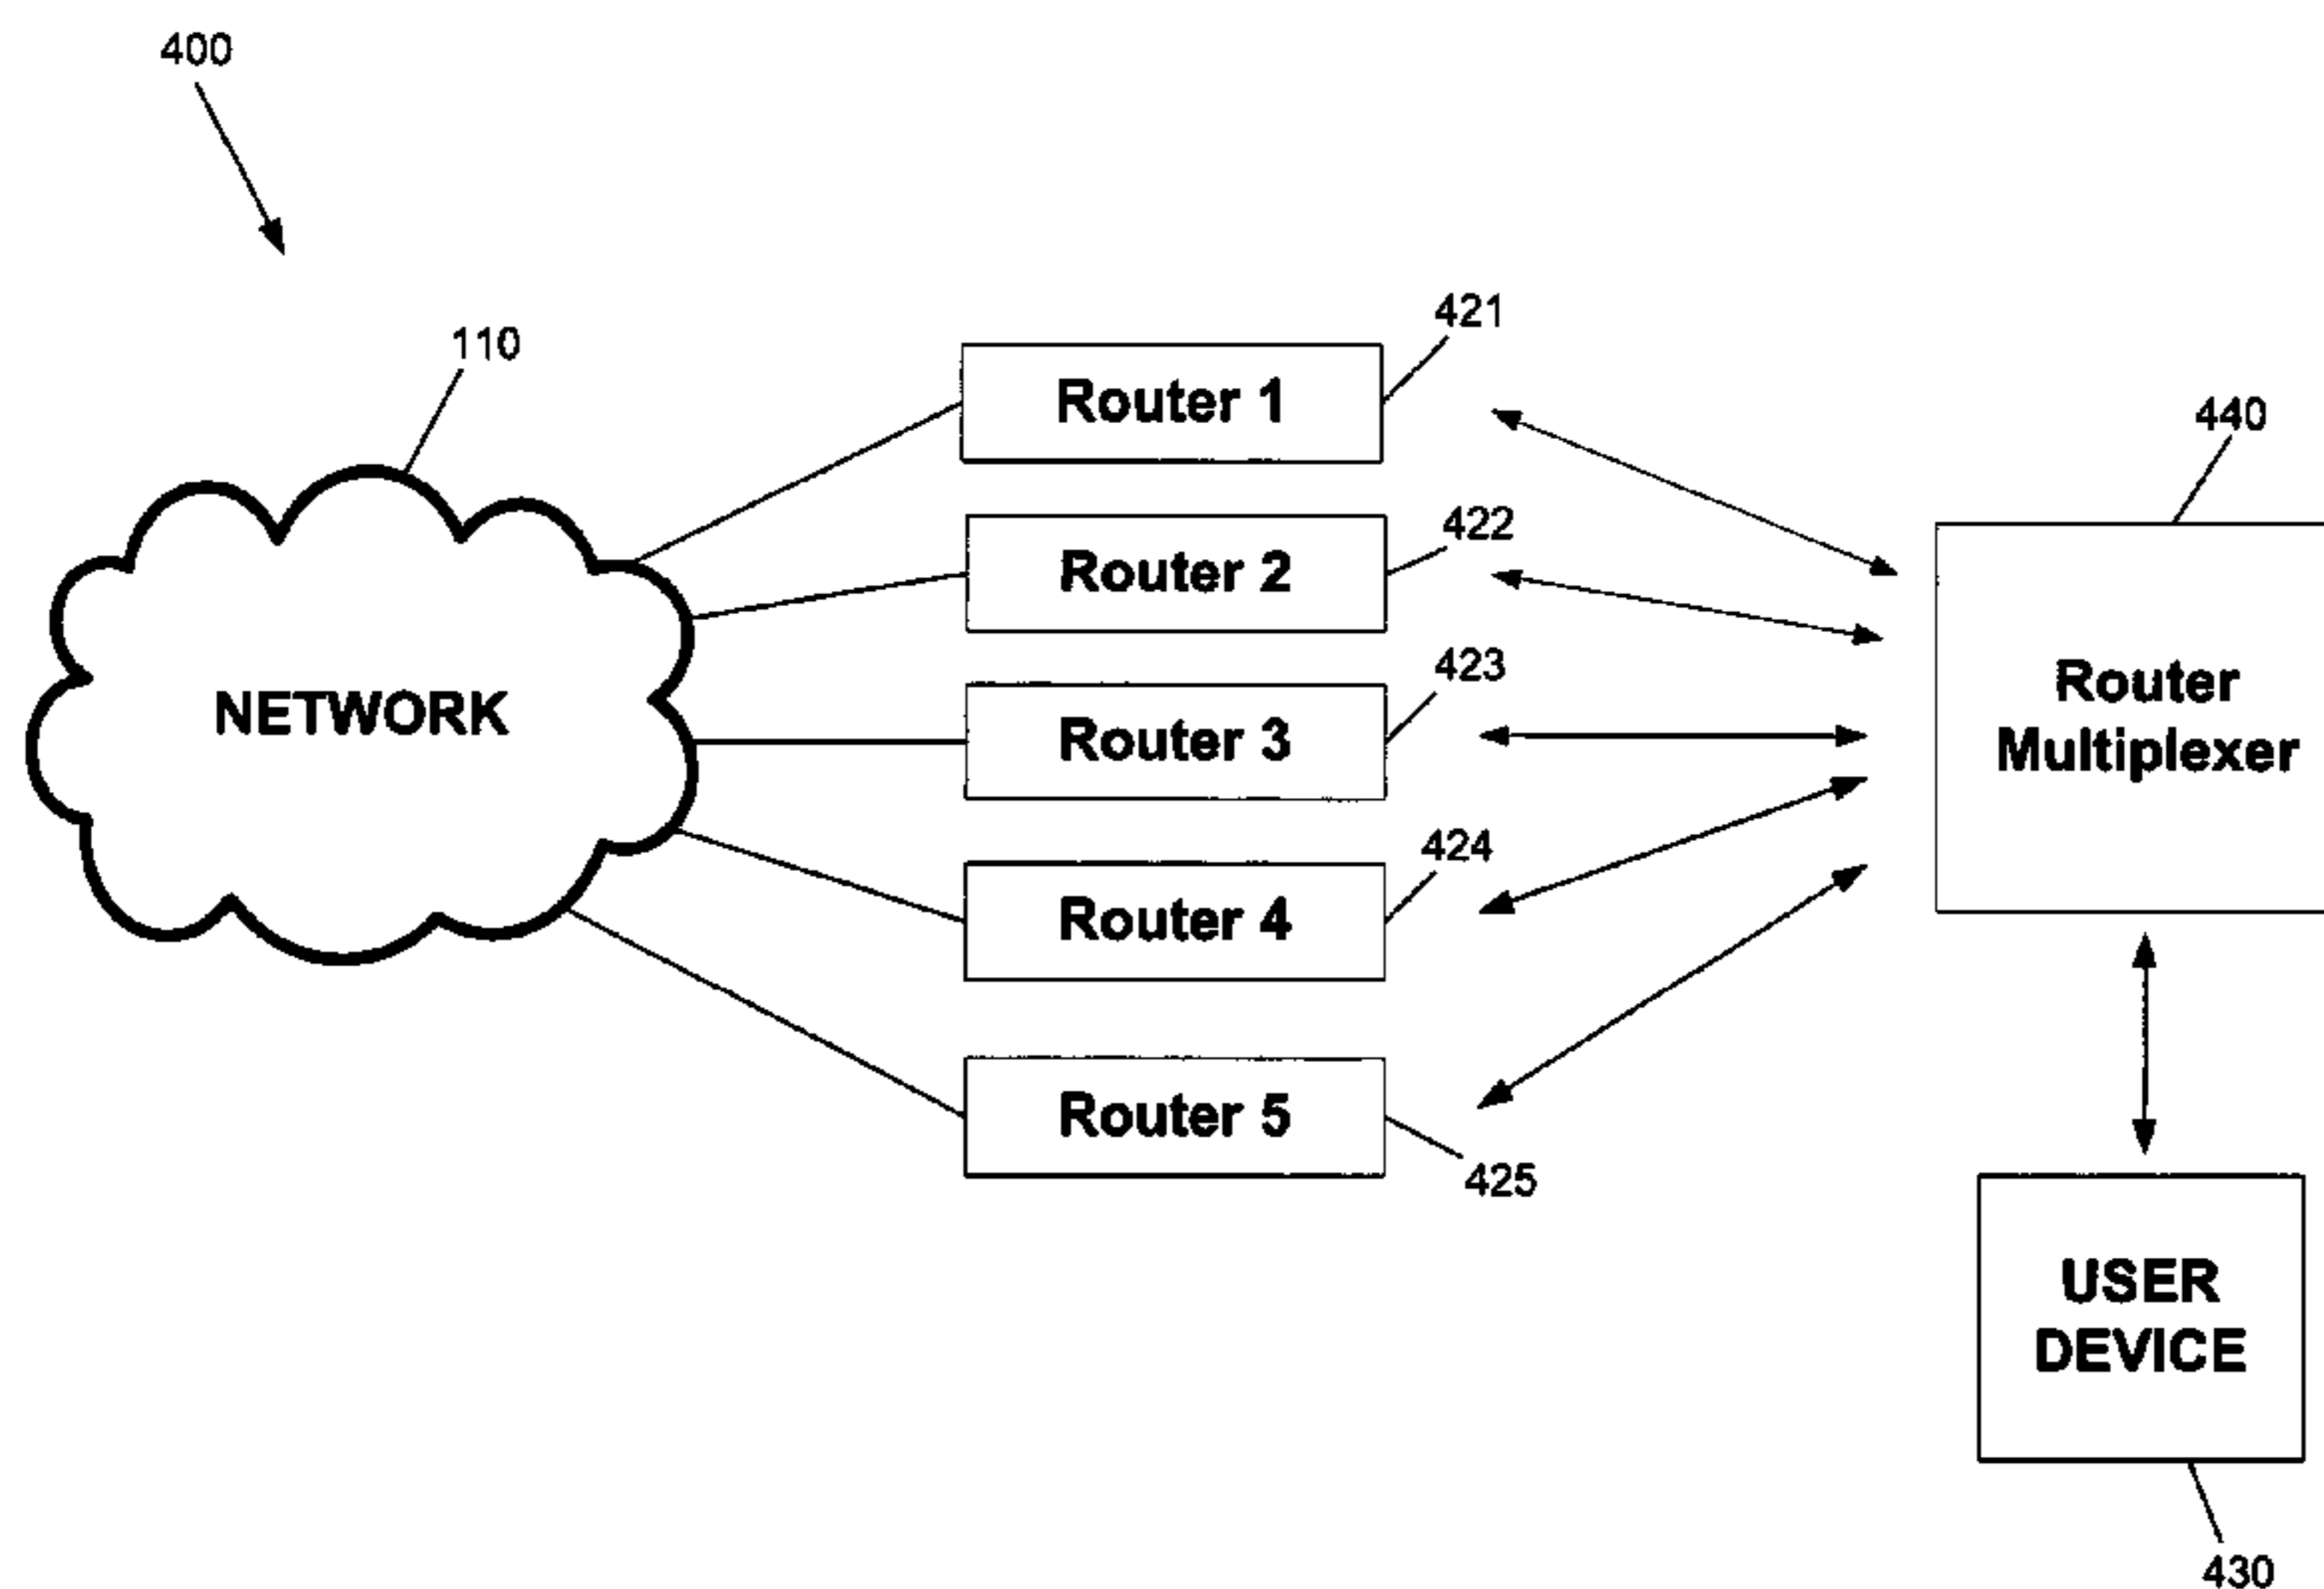 400
110
421
Router 1
440
422
Router 2
423
Router
Multiplexer
NETWORK
Router 3
424
Router 4
Router 5
425
USER
DEVICE
430